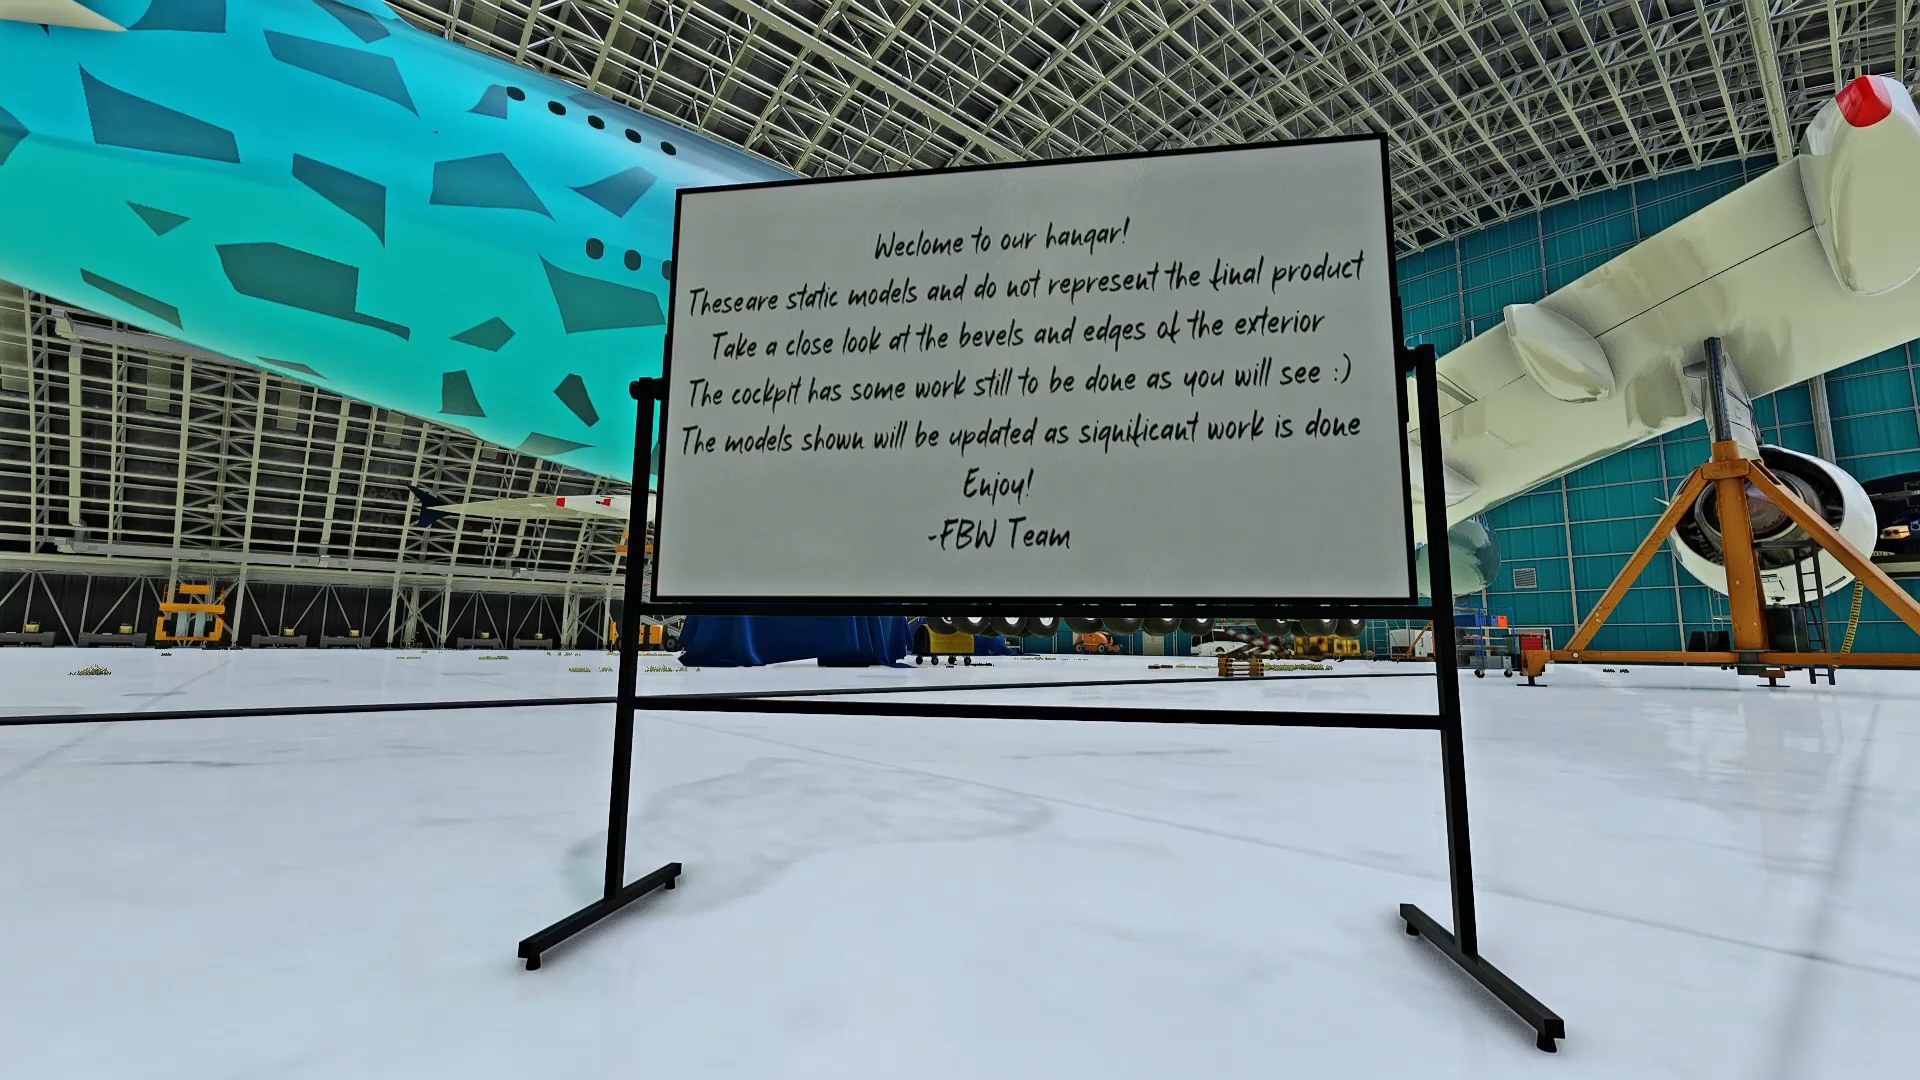 Weclome to our hangar!
Theseare static models and do not represent the final product
Take a close look at the bevels and edges of the exterior
The cockpit has some work still to be done as you will see :)
The models shown will be updated as significant work is done
Enjoy!
-FBW Team